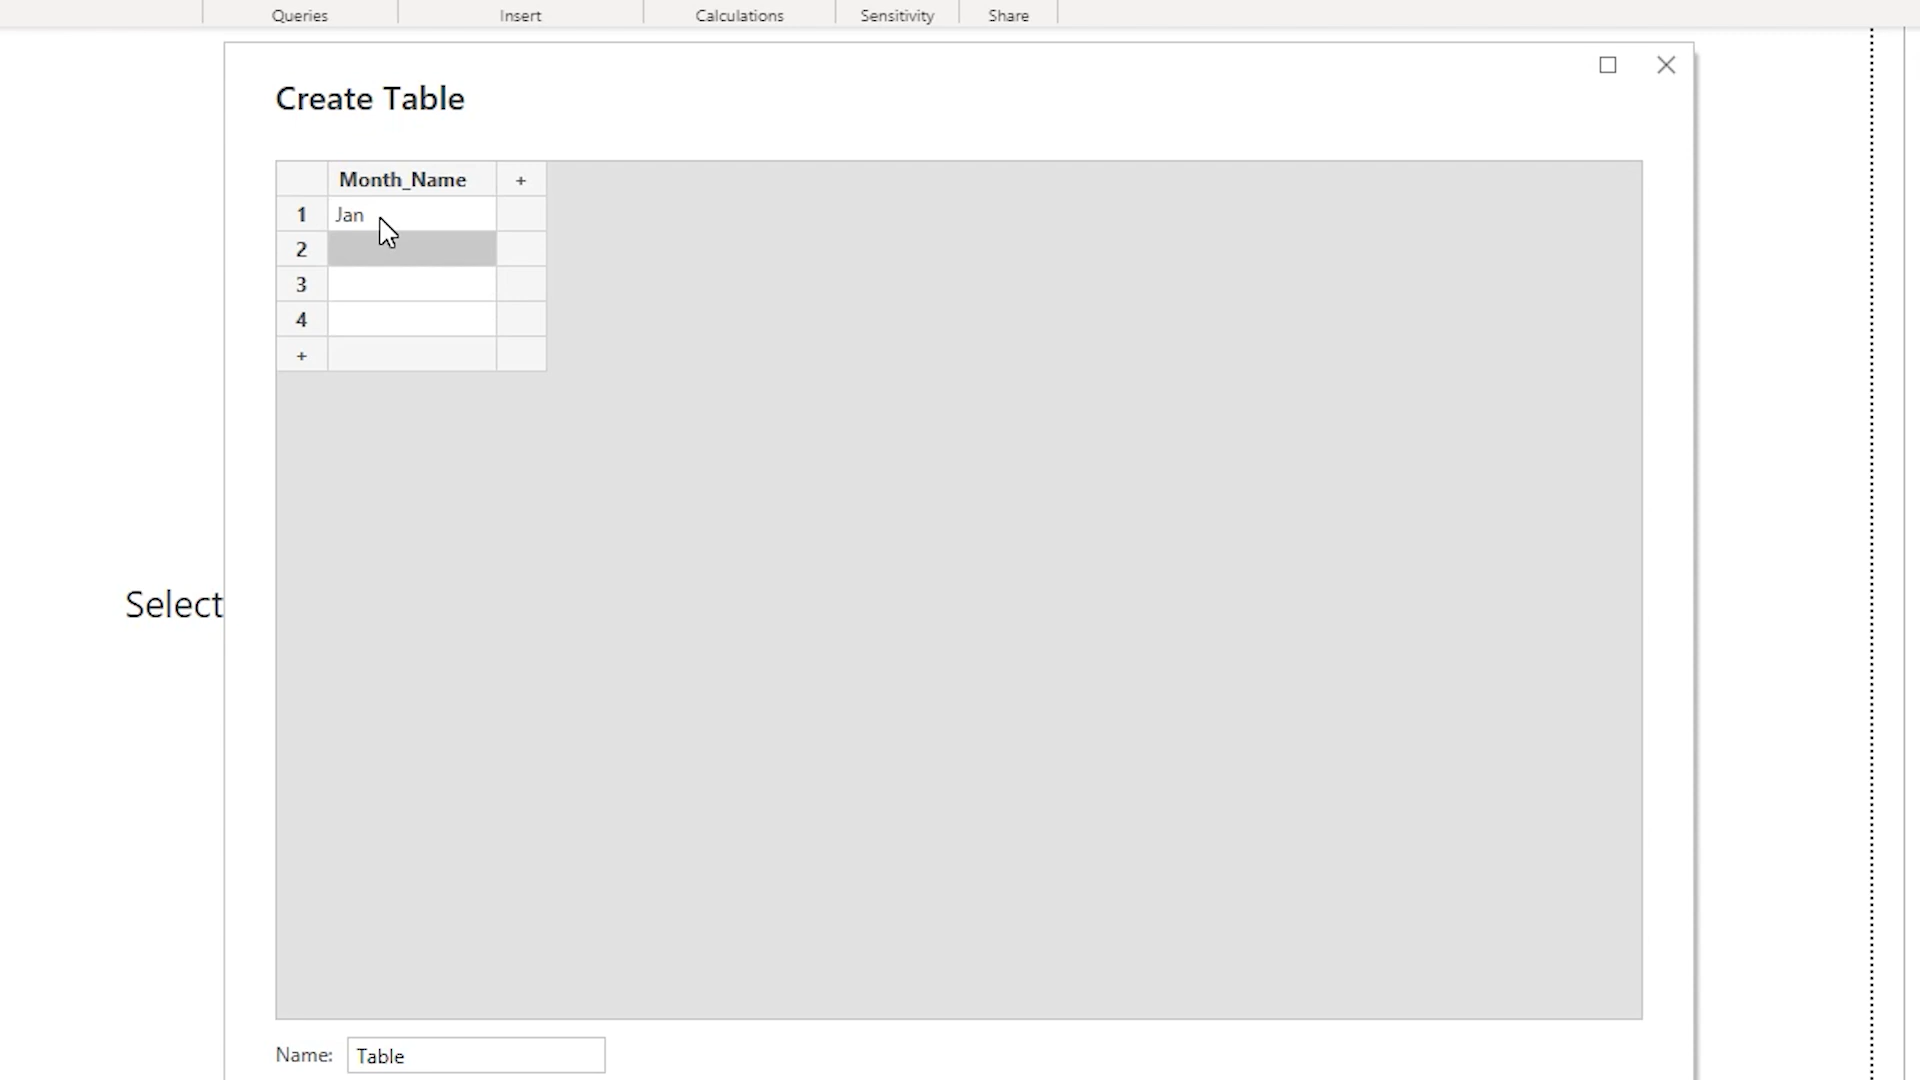 Queries Insert Calculations Sensitivity Share
Create Table
Month_Name +
1 Jan
2
3
4
+
Select
Name: Table